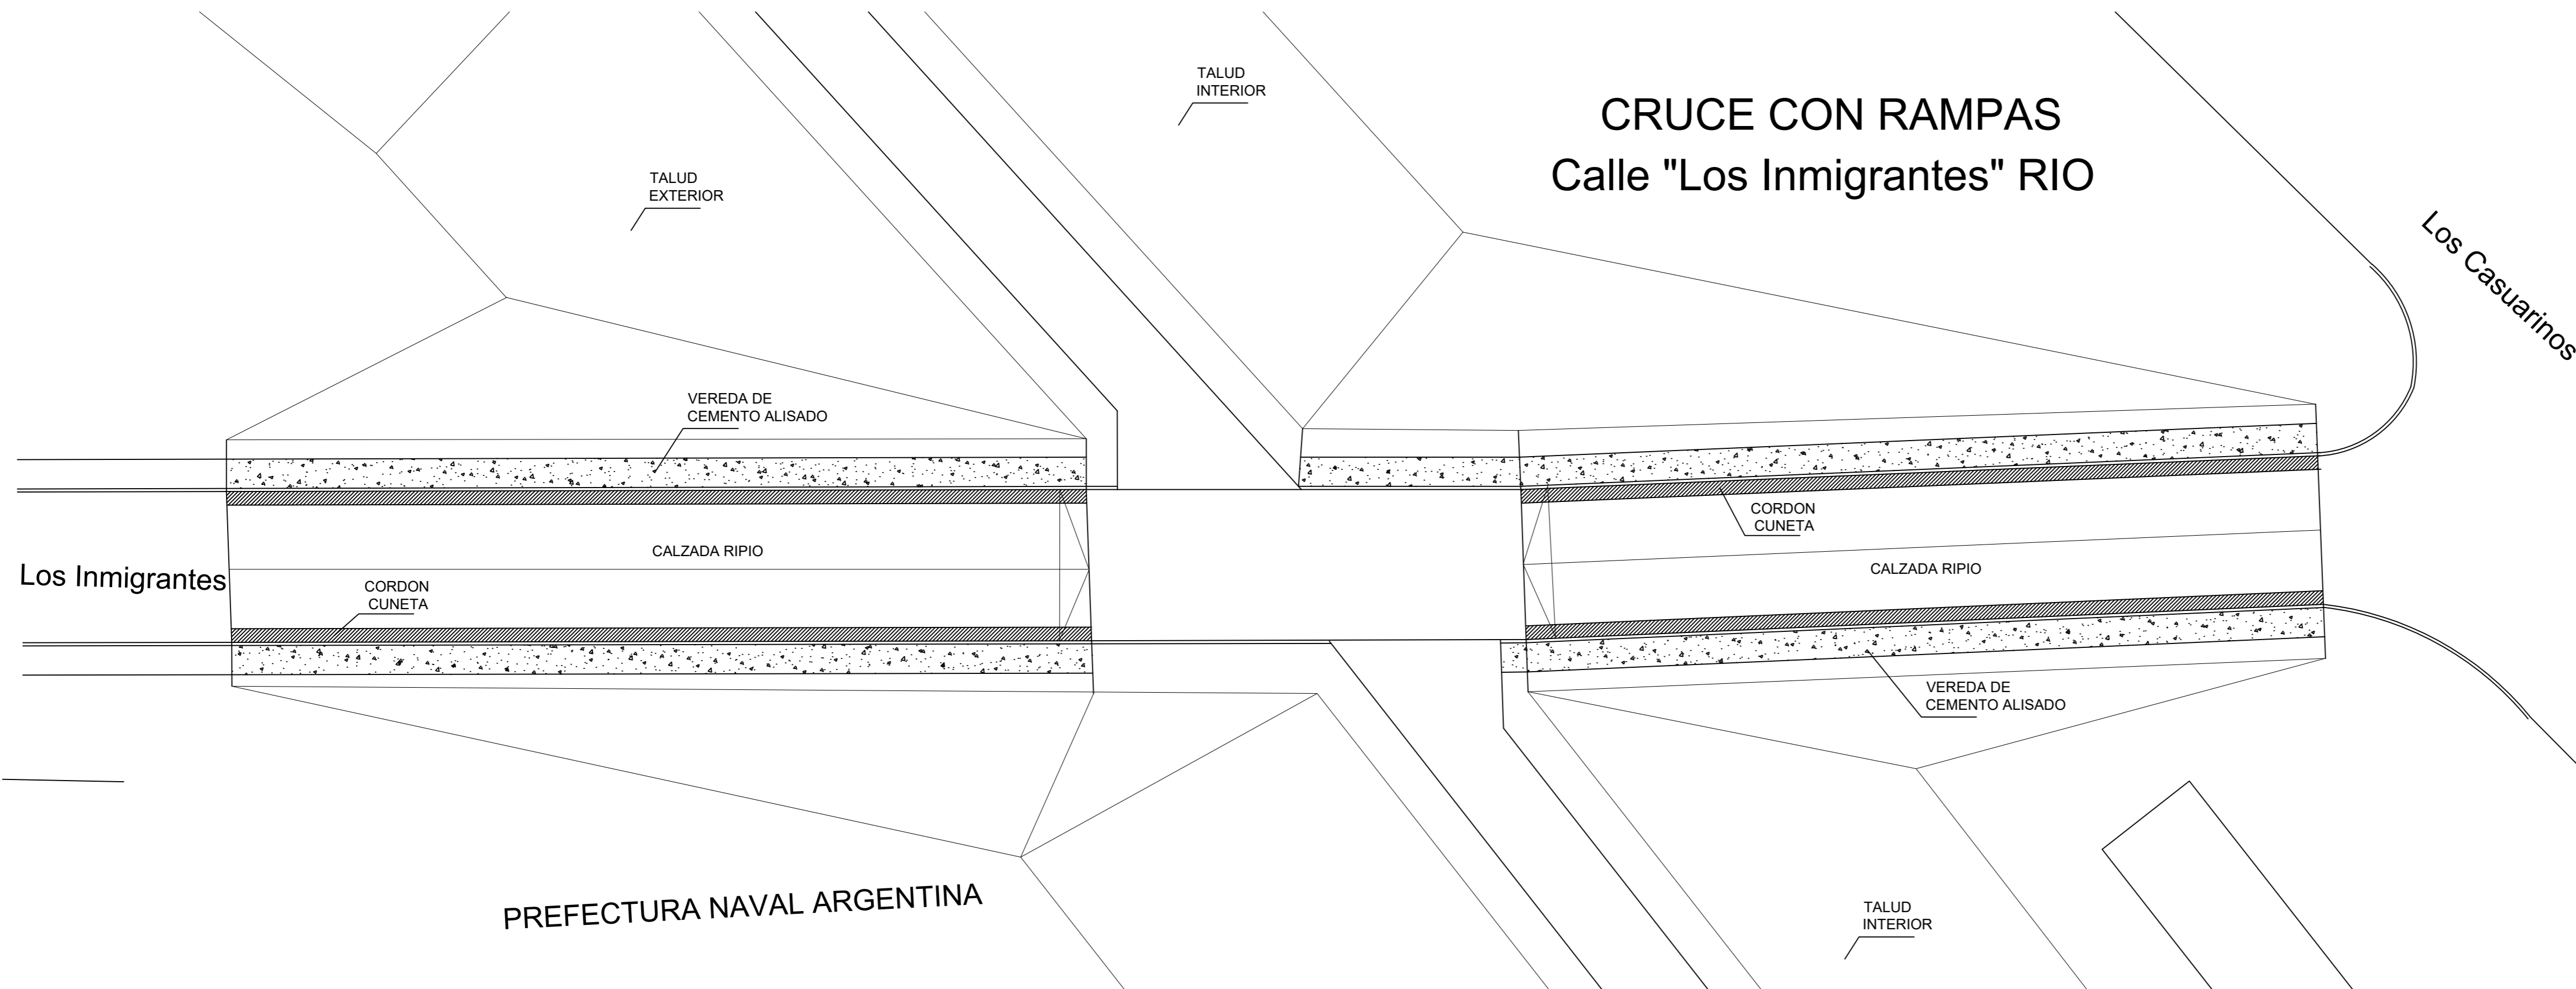 TALUD
INTERIOR
CRUCE CON RAMPAS
Calle "Los Inmigrantes" RIO
TALUD
EXTERIOR
Los Casuarinos
VEREDA DE
CEMENTO ALISADO
CORDON
CUNETA
CALZADA RIPIO
CALZADA RIPIO
Los Inmigrantes
CORDON
CUNETA
VEREDA DE
CEMENTO ALISADO
PREFECTURA NAVAL ARGENTINA
TALUD
INTERIOR